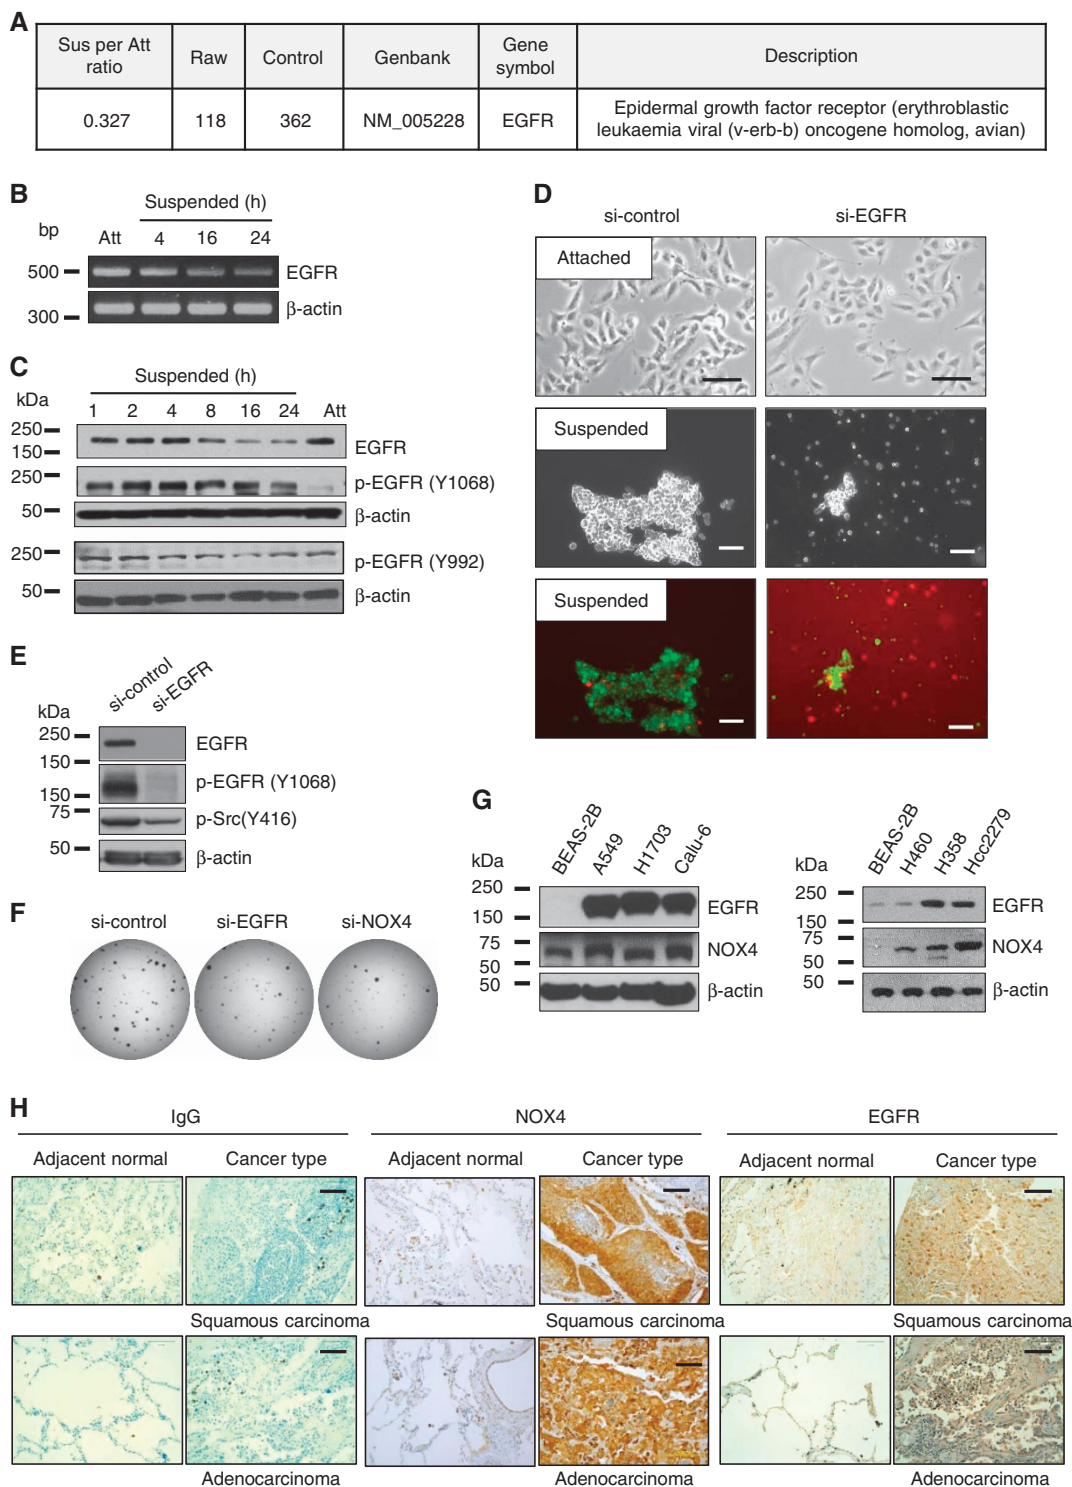 A
Sus per Att ratio
Raw
Control
Genbank
Gene symbol
Description
0.327
118
362
NM_005228
EGFR
Epidermal growth factor receptor (erythroblastic
leukaemia viral (v-erb-b) oncogene homolog, avian)
B
Suspended (h)
bp
Att 4 16 24
500
EGFR
300
β-actin
C
Suspended (h)
kDa
1 2 4 8 16 24 Att
250
150
EGFR
250
p-EGFR (Y1068)
50
β-actin
250
p-EGFR (Y992)
50
β-actin
D
si-control si-EGFR
Attached
Suspended
Suspended
E
si-control
si-EGFR
kDa
250
EGFR
150
p-EGFR (Y1068)
150
75
p-Src(Y416)
50
β-actin
F
si-control si-EGFR si-NOX4
G
BEAS-2B
A549
H1703
Calu-6
kDa
250
EGFR
150
75
NOX4
50
50
β-actin
BEAS-2B
H460
H358
Hcc2279
kDa
250
EGFR
150
75
NOX4
50
50
β-actin
H
IgG NOX4 EGFR
Adjacent normal Cancer type Adjacent normal Cancer type Adjacent normal Cancer type
Squamous carcinoma Squamous carcinoma Squamous carcinoma
Adenocarcinoma Adenocarcinoma Adenocarcinoma